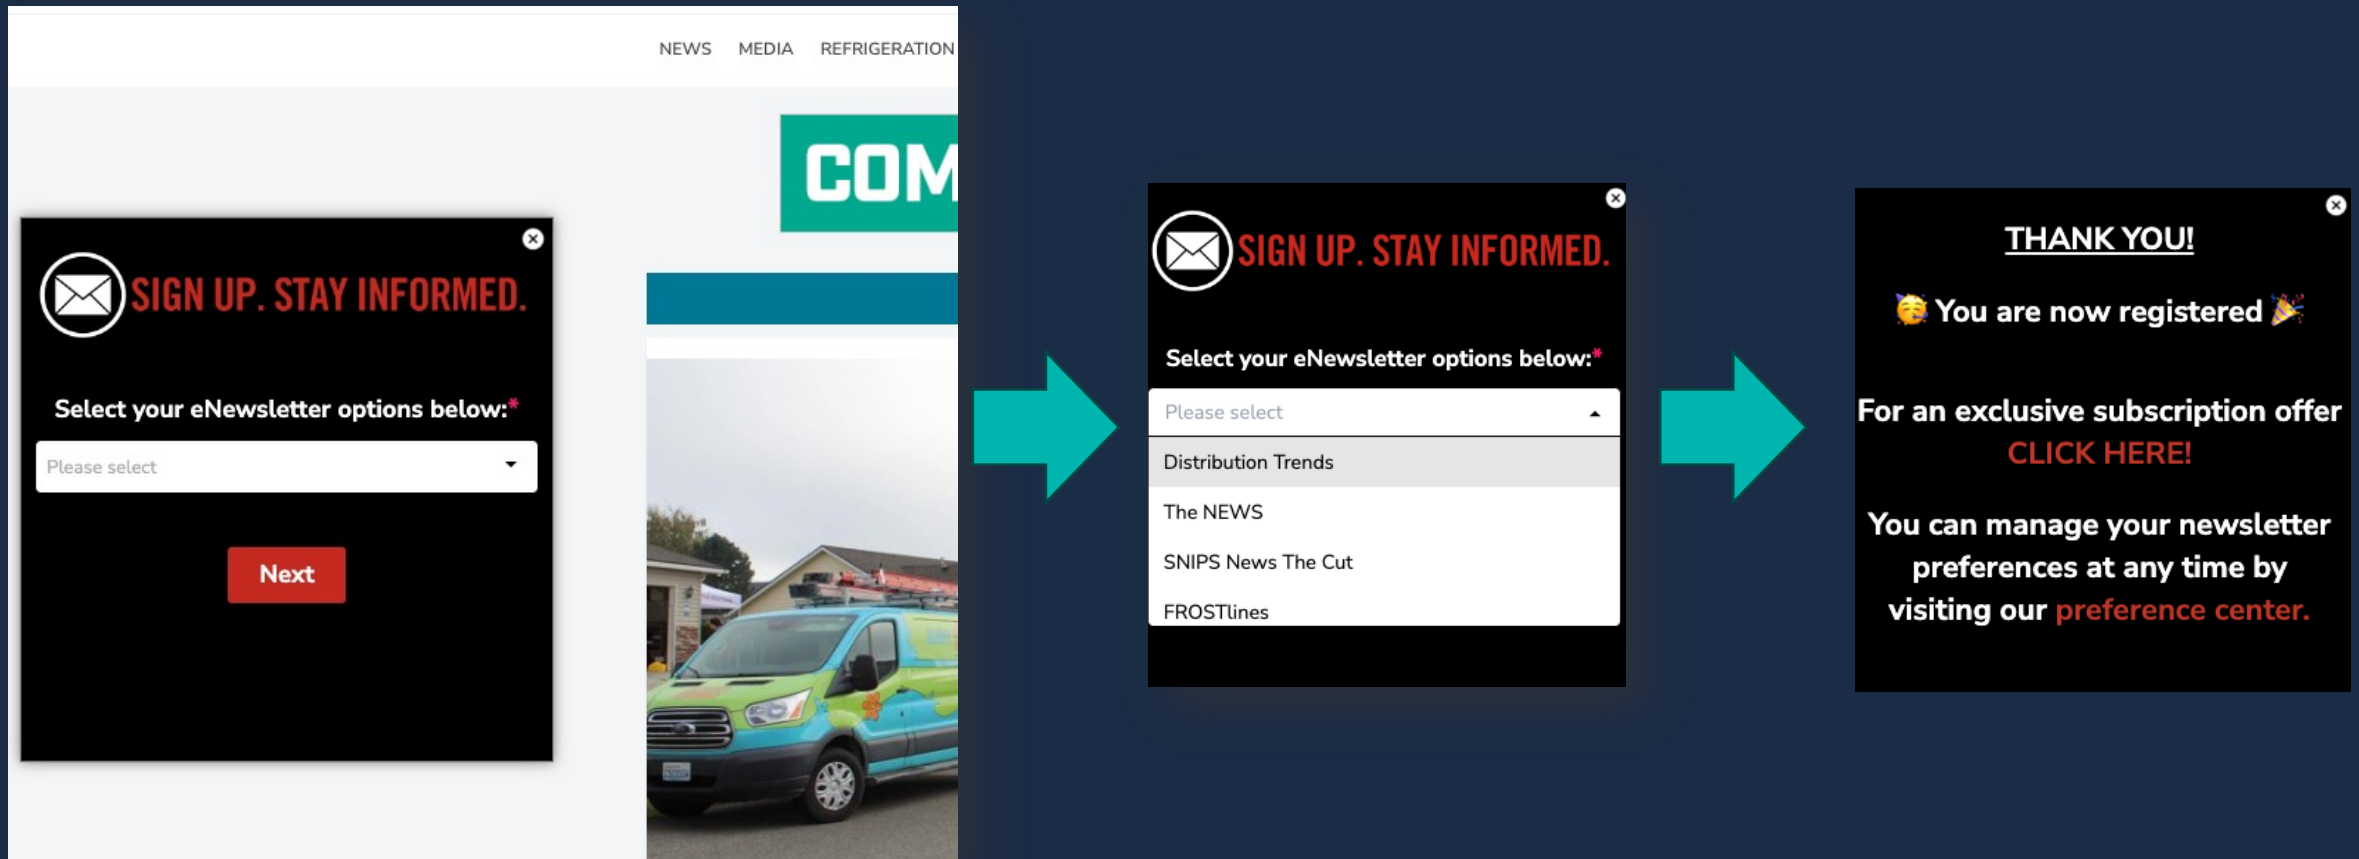 NEWS MEDIA REFRIGERATION
COM
SIGN UP. STAY INFORMED.
Select your eNewsletter options below:*
Please select
Next
SIGN UP. STAY INFORMED.
Select your eNewsletter options below:*
Please select
Distribution Trends
The NEWS
SNIPS News The Cut
FROSTlines
THANK YOU!
🥳 You are now registered 🎉
For an exclusive subscription offer
CLICK HERE!
You can manage your newsletter
preferences at any time by
visiting our preference center.